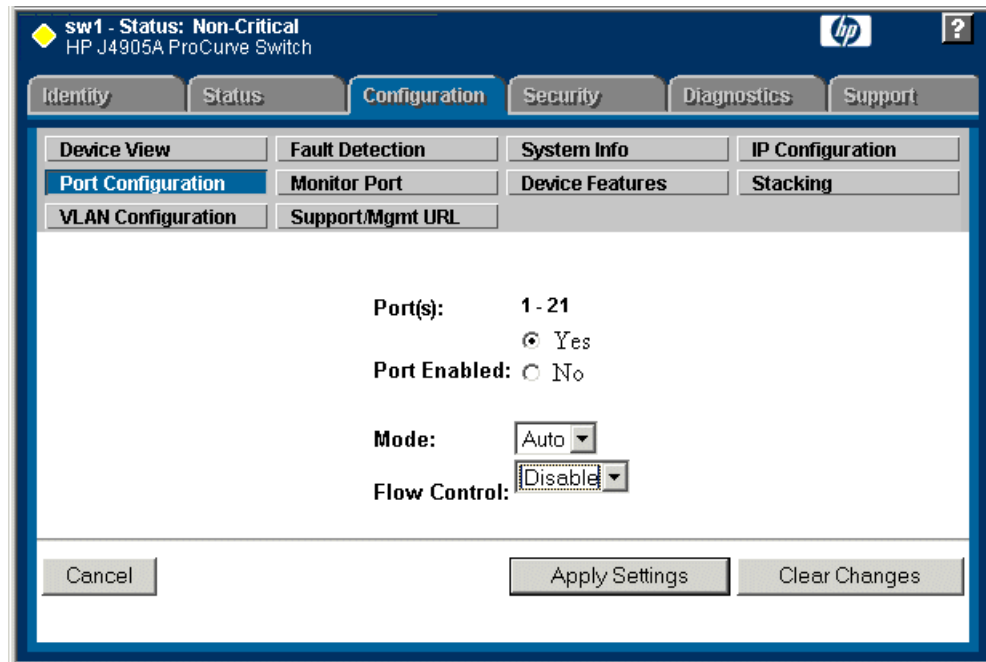 sw1 - Status: Non-Critical
HP J4905A ProCurve Switch
hp
?
Identity Status Configuration Security Diagnostics Support
Device View Fault Detection System Info IP Configuration
Port Configuration Monitor Port Device Features Stacking
VLAN Configuration Support/Mgmt URL
Port(s): 1 - 21
Yes
Port Enabled: No
Mode: Auto
Flow Control: Disable
Cancel Apply Settings Clear Changes